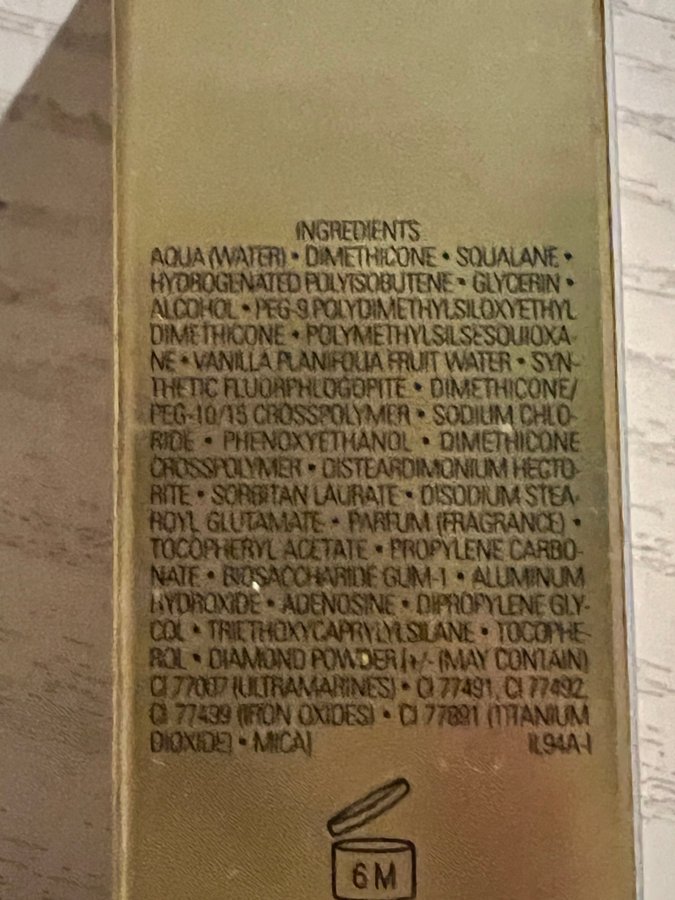 INGREDIENTS
AQUA (WATER) • DIMETHICONE • SQUALANE •
HYDROGENATED POLYISOBUTENE • GLYCERIN •
ALCOHOL • PEG-9 POLYDIMETHYLSILOXYETHYL
DIMETHICONE • POLYMETHYLSILSESQUIOXA-
NE • VANILLA PLANIFOLIA FRUIT WATER • SYN-
THETIC FLUORPHLOGOPITE • DIMETHICONE/
PEG-10/15 CROSSPOLYMER • SODIUM CHLO-
RIDE • PHENOXYETHANOL • DIMETHICONE
CROSSPOLYMER • DISTEARDIMONIUM HECTO-
RITE • SORBITAN LAURATE • DISODIUM STEA-
ROYL GLUTAMATE • PARFUM (FRAGRANCE) •
TOCOPHERYL ACETATE • PROPYLENE CARBO-
NATE • BIOSACCHARIDE GUM-1 • ALUMINUM
HYDROXIDE • ADENOSINE • DIPROPYLENE GLY-
COL • TRIETHOXYCAPRYLYLSILANE • TOCOPHE-
ROL • DIAMOND POWDER [+/- (MAY CONTAIN)
CI 77007 (ULTRAMARINES) • CI 77491, CI 77492,
CI 77499 (IRON OXIDES) • CI 77891 (TITANIUM
DIOXIDE) • MICA] IL94A-I
6 M